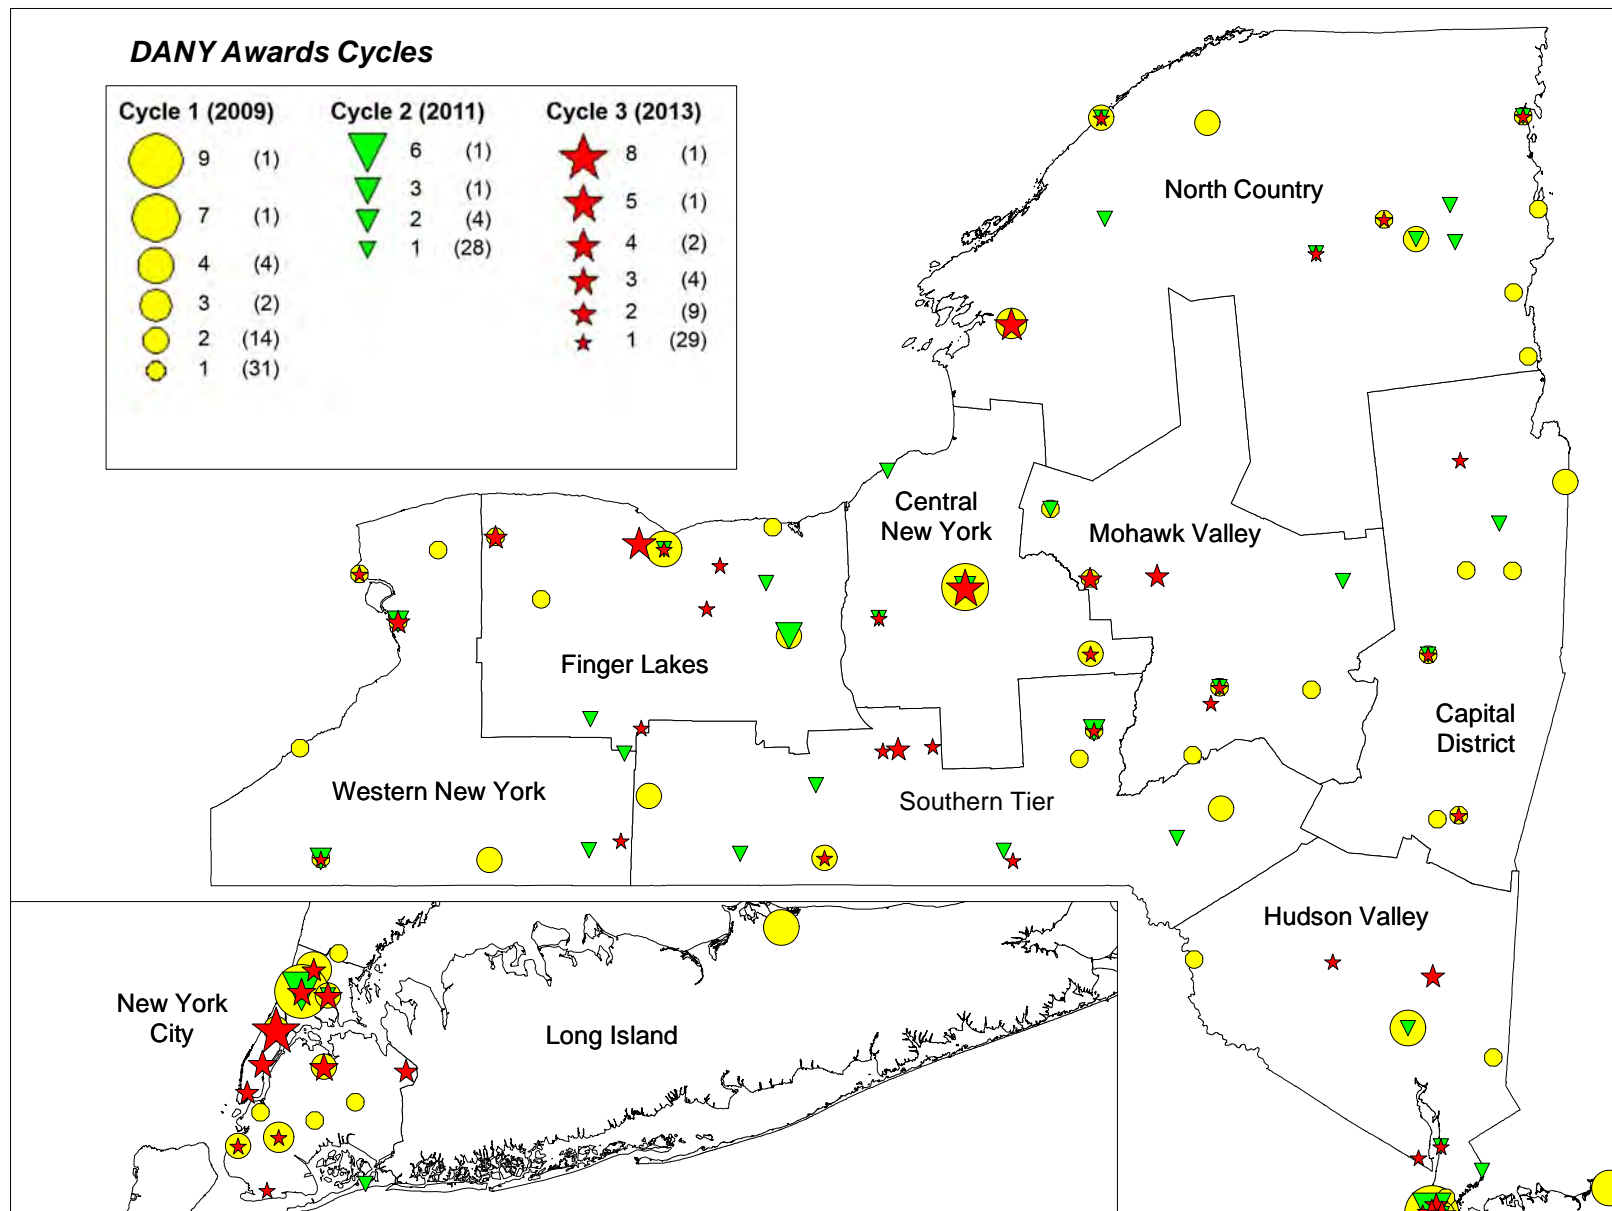 DANY Awards Cycles
Cycle 1 (2009) Cycle 2 (2011) Cycle 3 (2013)
9 (1) 6 (1) 8 (1)
7 (1) 3 (1) 5 (1)
4 (4) 2 (4) 4 (2)
3 (2) 1 (28) 3 (4)
2 (14) 2 (9)
1 (31) 1 (29)
North Country
Central
New York
Mohawk Valley
Finger Lakes
Capital
District
Western New York
Southern Tier
Hudson Valley
New York
City
Long Island